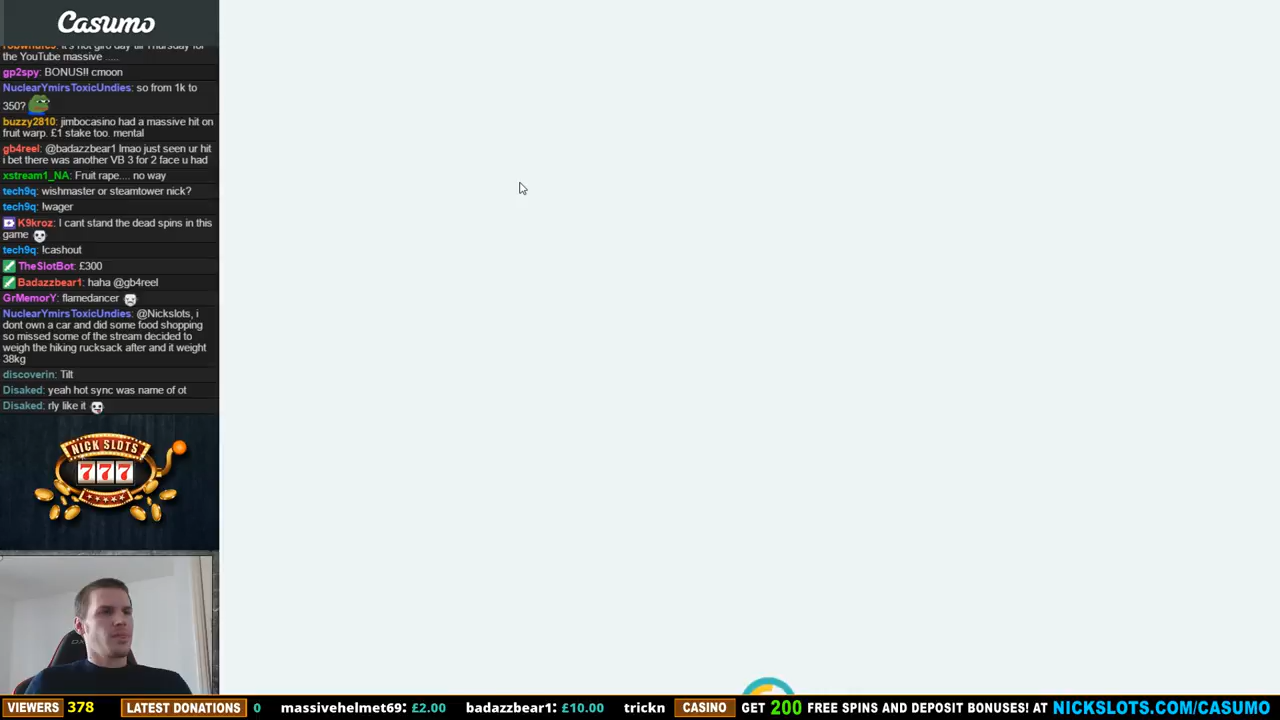 Casumo
the YouTube massive .....
gp2spy: BONUS!! cmoon
NuclearYmirsToxicUndies: so from 1k to
350?
buzzy2810: jimbocasino had a massive hit on
fruit warp. £1 stake too. mental
gb4reel: @badazzbear1 lmao just seen ur hit
i bet there was another VB 3 for 2 face u had
xstream1_NA: Fruit rape.... no way
tech9q: wishmaster or steamtower nick?
tech9q: !wager
K9kroz: I cant stand the dead spins in this
game
tech9q: !cashout
TheSlotBot: £300
Badazzbear1: haha @gb4reel
GrMemorY: flamedancer
NuclearYmirsToxicUndies: @Nickslots, i
dont own a car and did some food shopping
so missed some of the stream decided to
weigh the hiking rucksack after and it weight
38kg
discoverin: Tilt
Disaked: yeah hot sync was name of ot
Disaked: rly like it
NICK SLOTS
777
VIEWERS 378 LATEST DONATIONS 0 massivehelmet69: £2.00 badazzbear1: £10.00 trickn CASINO GET 200 FREE SPINS AND DEPOSIT BONUSES! AT NICKSLOTS.COM/CASUMO